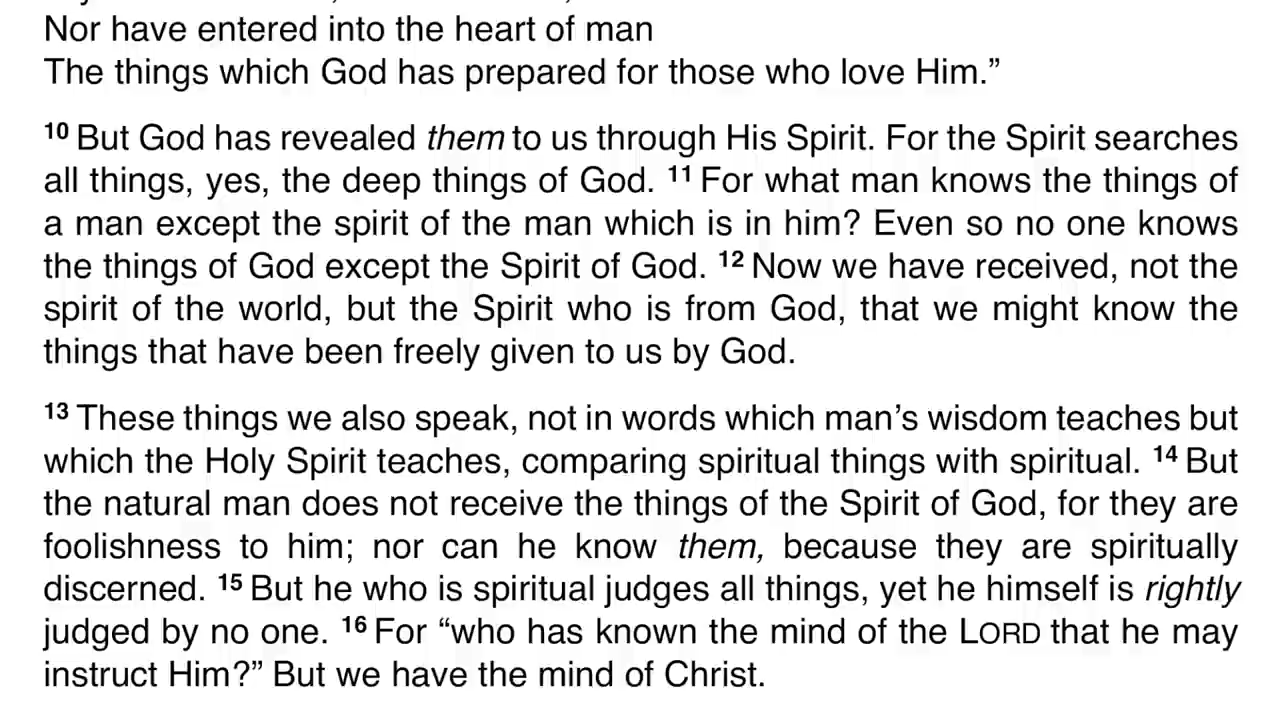 Nor have entered into the heart of man
The things which God has prepared for those who love Him.”
10 But God has revealed them to us through His Spirit. For the Spirit searches
all things, yes, the deep things of God. 11 For what man knows the things of
a man except the spirit of the man which is in him? Even so no one knows
the things of God except the Spirit of God. 12 Now we have received, not the
spirit of the world, but the Spirit who is from God, that we might know the
things that have been freely given to us by God.
13 These things we also speak, not in words which man’s wisdom teaches but
which the Holy Spirit teaches, comparing spiritual things with spiritual. 14 But
the natural man does not receive the things of the Spirit of God, for they are
foolishness to him; nor can he know them, because they are spiritually
discerned. 15 But he who is spiritual judges all things, yet he himself is rightly
judged by no one. 16 For “who has known the mind of the LORD that he may
instruct Him?” But we have the mind of Christ.